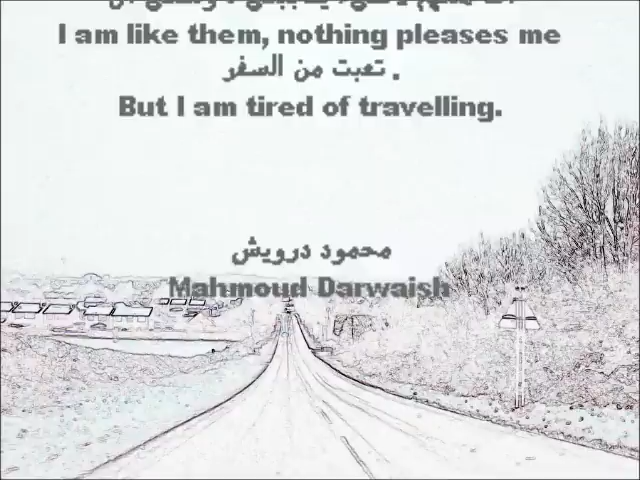 I am like them, nothing pleases me
تعبت من السفر .
But I am tired of travelling.
محمود درويش
Mahmoud Darwaish